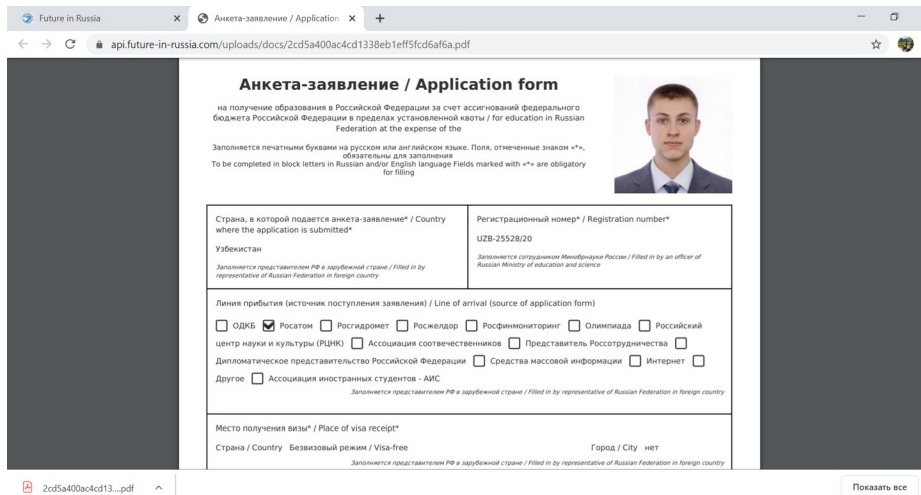 Future in Russia
Анкета-заявление / Application
api.future-in-russia.com/uploads/docs/2cd5a400ac4cd1338eb1eff5fcd6af6a.pdf
Анкета-заявление / Application form
на получение образования в Российской Федерации за счет ассигнований федерального
бюджета Российской Федерации в пределах установленной квоты / for education in Russian
Federation at the expense of the
Заполняется печатными буквами на русском или английском языке. Поля, отмеченные знаком «*»,
обязательны для заполнения
To be completed in block letters in Russian and/or English language Fields marked with «*» are obligatory
for filling
Страна, в которой подается анкета-заявление* / Country
where the application is submitted*
Узбекистан
Заполняется представителем РФ в зарубежной стране / Filled in by
representative of Russian Federation in foreign country
Регистрационный номер* / Registration number*
UZB-25528/20
Заполняется сотрудником Минобрнауки России / Filled in by an officer of
Russian Ministry of education and science
Линия прибытия (источник поступления заявления) / Line of arrival (source of application form)
ОДКБ Росатом Росгидромет Росжелдор Росфинмониторинг Олимпиада Российский
центр науки и культуры (РЦНК) Ассоциация соотвечественников Представитель Россотрудничества
Дипломатическое представительство Российской Федерации Средства массовой информации Интернет
Другое Ассоциация иностранных студентов - АИС
Заполняется представителем РФ в зарубежной стране / Filled in by representative of Russian Federation in foreign country
Место получения визы* / Place of visa receipt*
Страна / Country Безвизовый режим / Visa-free Город / City нет
Заполняется представителем РФ в зарубежной стране / Filled in by representative of Russian Federation in foreign country
2cd5a400ac4cd13....pdf
Показать все